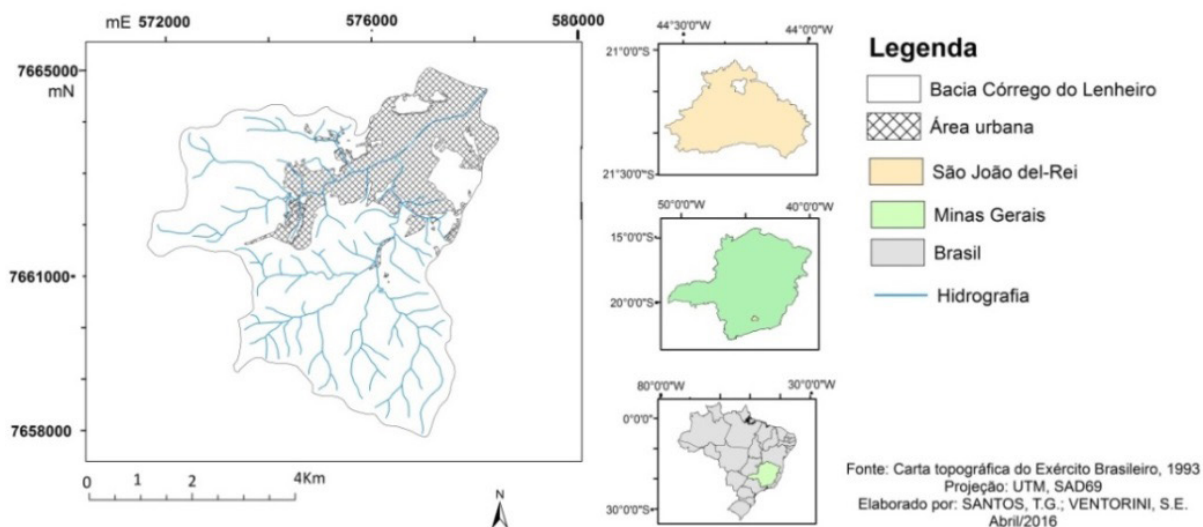 mE 572000 576000 580000
7665000
mN
7661000
7658000
0 1 2 4Km
N
44°30'0"W 44°0'0"W
21°0'0"S
21°30'0"S
50°0'0"W 40°0'0"W
15°0'0"S
20°0'0"S
80°0'0"W 30°0'0"W
0°0'0"
30°0'0"S
Legenda
Bacia Córrego do Lenheiro
Área urbana
São João del-Rei
Minas Gerais
Brasil
Hidrografia
Fonte: Carta topográfica do Exército Brasileiro, 1993
Projeção: UTM, SAD69
Elaborado por: SANTOS, T.G.; VENTORINI, S.E.
Abril/2016